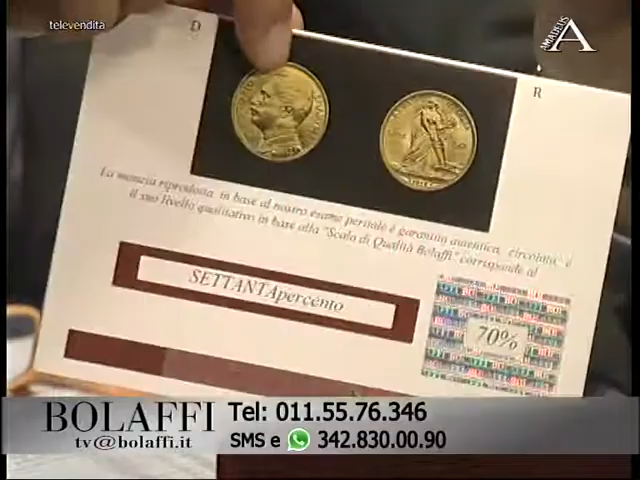 televendita
AMADEUS
A
D
R
La moneta riprodotta, in base al nostro esame peritale è garantita autentica, circolata, e
il suo livello qualitativo in base alla "Scala di Qualità Bolaffi" corrisponde al
SETTANTApercento
70%
BOLAFFI
tv@bolaffi.it
Tel: 011.55.76.346
SMS e 342.830.00.90